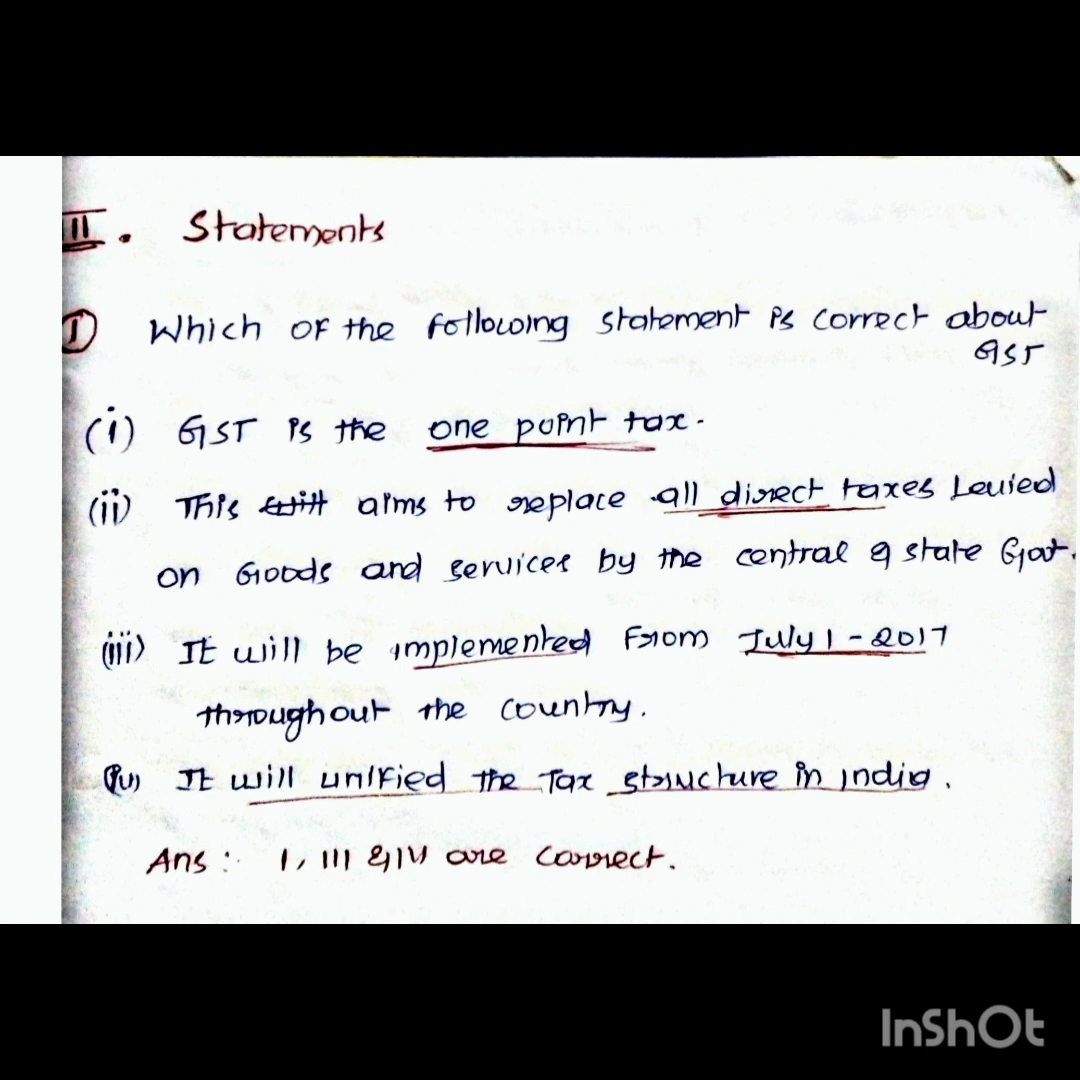 II. Statements
① Which of the following statement is correct about
GST
(i) GST is the one point tax.
(ii) This aims to replace all direct taxes Levied
on Goods and services by the central & state Govt.
(iii) It will be implemented From July 1 - 2017
throughout the country.
(iv) It will unified the Tax structure in india.
Ans :- I, III & IV are correct.
InShOt